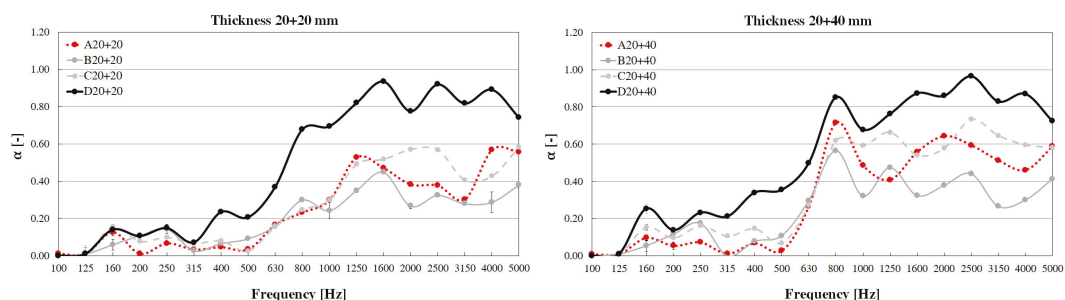 Thickness 20+20 mm
1.20
1.00
0.80
0.60
0.40
0.20
0.00
α [-]
A20+20
B20+20
C20+20
D20+20
100 125 160 200 250 315 400 500 630 800 1000 1250 1600 2000 2500 3150 4000 5000
Frequency [Hz]
Thickness 20+40 mm
1.20
1.00
0.80
0.60
0.40
0.20
0.00
α [-]
A20+40
B20+40
C20+40
D20+40
100 125 160 200 250 315 400 500 630 800 1000 1250 1600 2000 2500 3150 4000 5000
Frequency [Hz]